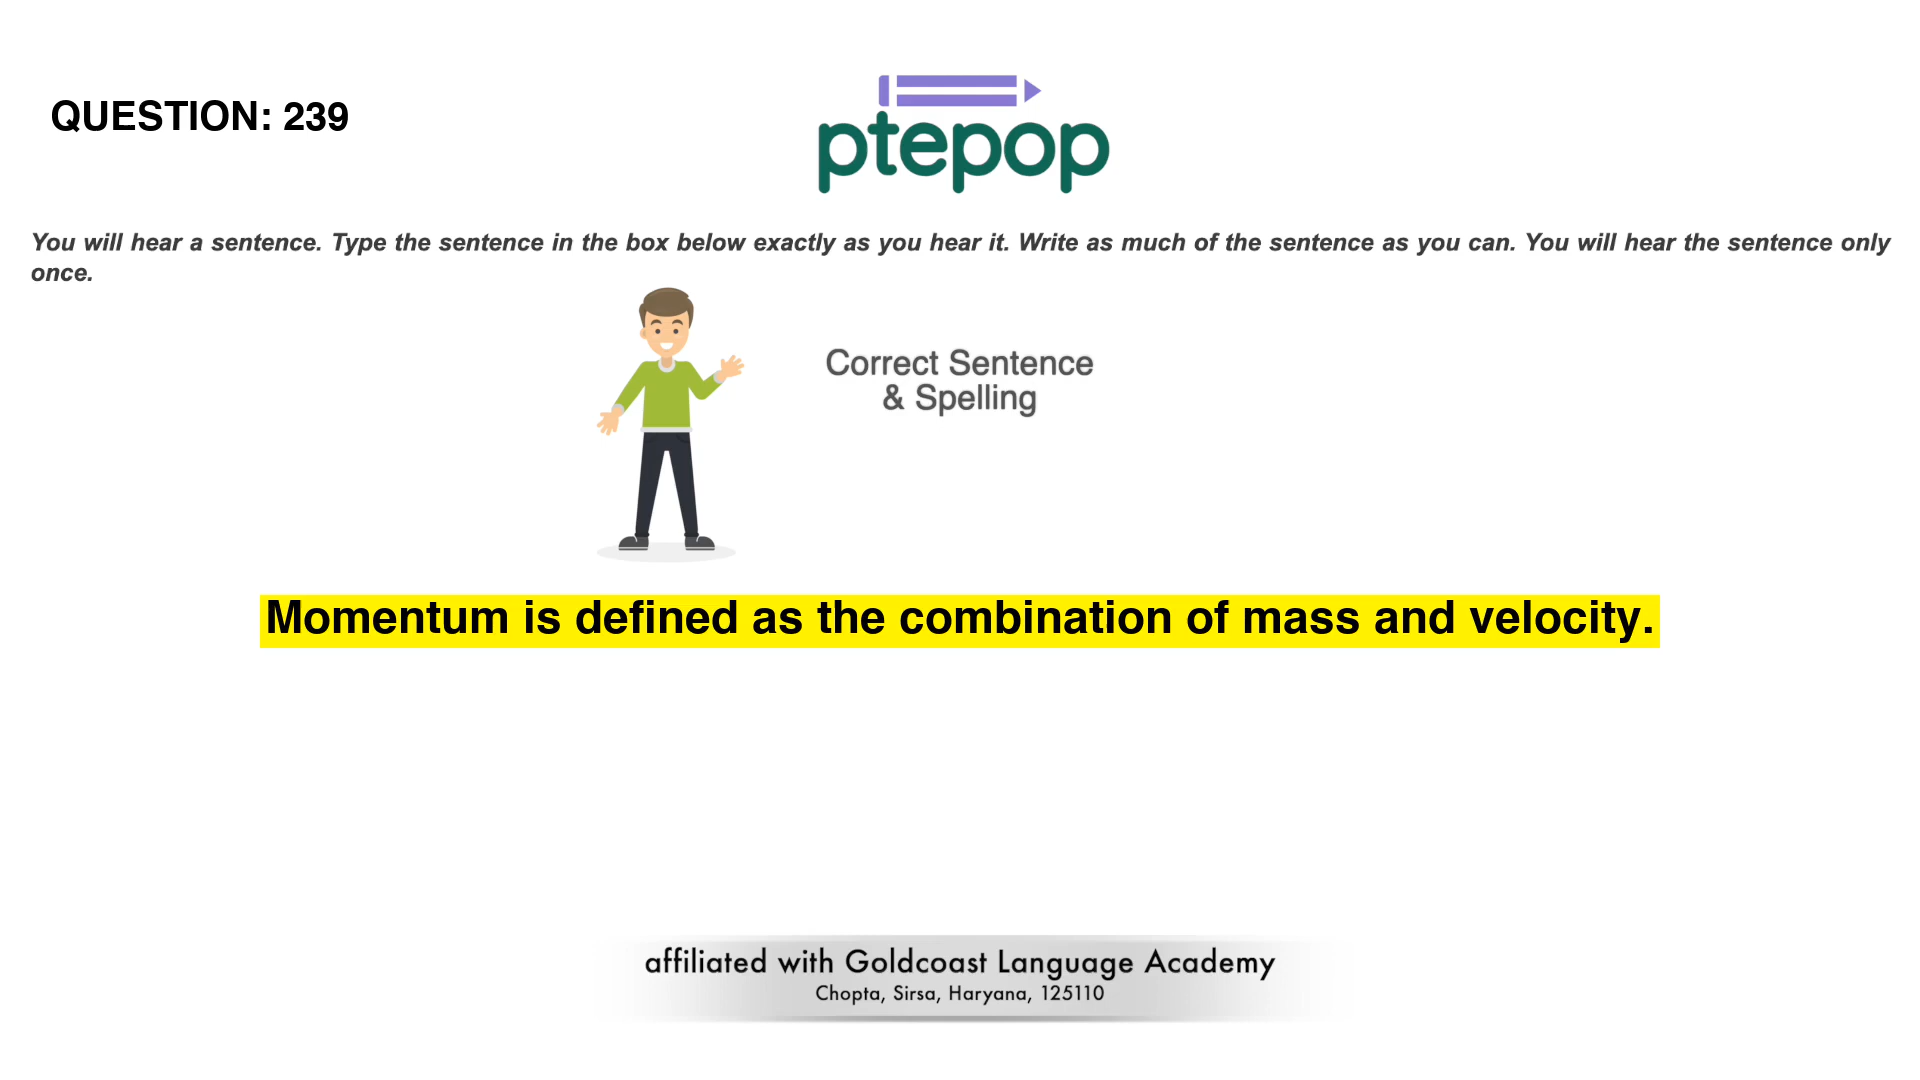 QUESTION: 239
ptepop
You will hear a sentence. Type the sentence in the box below exactly as you hear it. Write as much of the sentence as you can. You will hear the sentence only
once.
Correct Sentence
& Spelling
Momentum is defined as the combination of mass and velocity.
affiliated with Goldcoast Language Academy
Chopta, Sirsa, Haryana, 125110